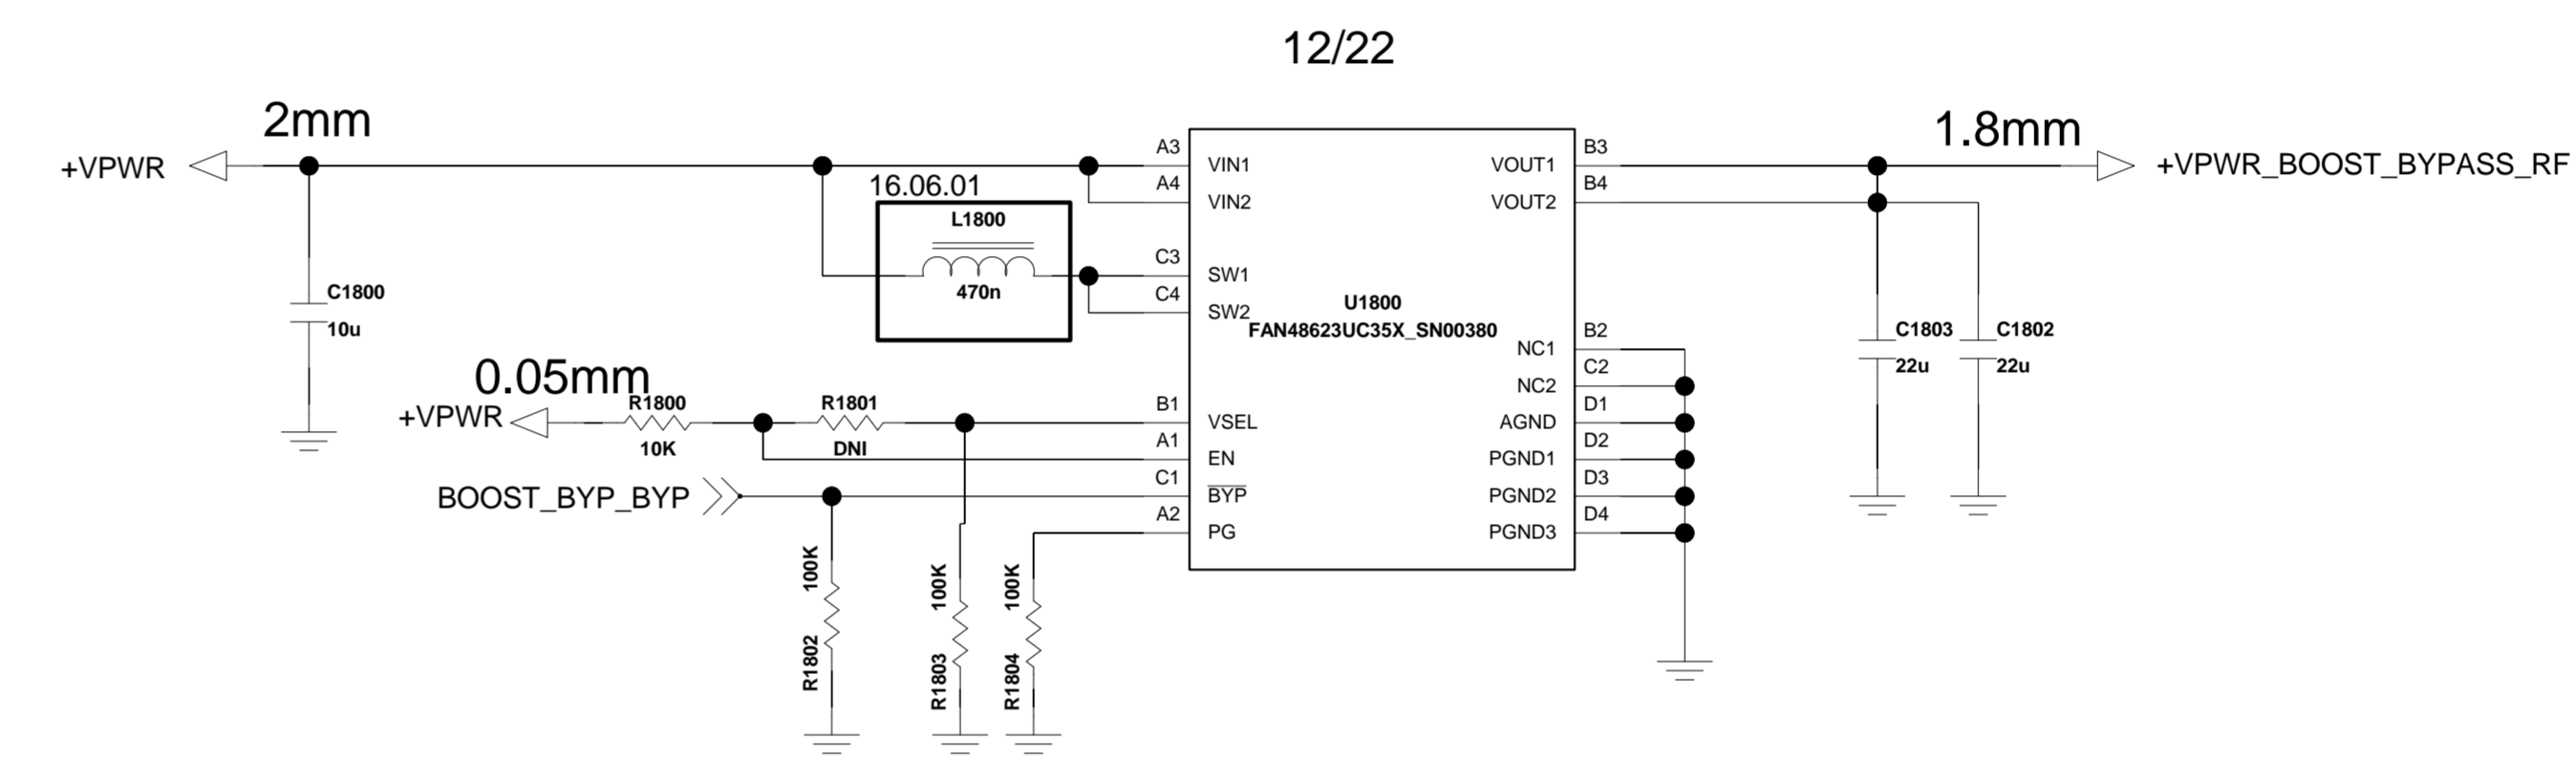 12/22
2mm
1.8mm
+VPWR
A3
VIN1
VOUT1
B3
+VPWR_BOOST_BYPASS_RF
A4
VIN2
VOUT2
B4
16.06.01
L1800
470n
C3
SW1
C4
SW2
U1800
FAN48623UC35X_SN00380
C1800
10u
B2
NC1
C2
NC2
C1803
22u
C1802
22u
0.05mm
+VPWR
R1800
10K
R1801
DNI
B1
VSEL
D1
AGND
A1
EN
D2
PGND1
BOOST_BYP_BYP
C1
BYP
D3
PGND2
A2
PG
D4
PGND3
100K
R1802
100K
R1803
100K
R1804